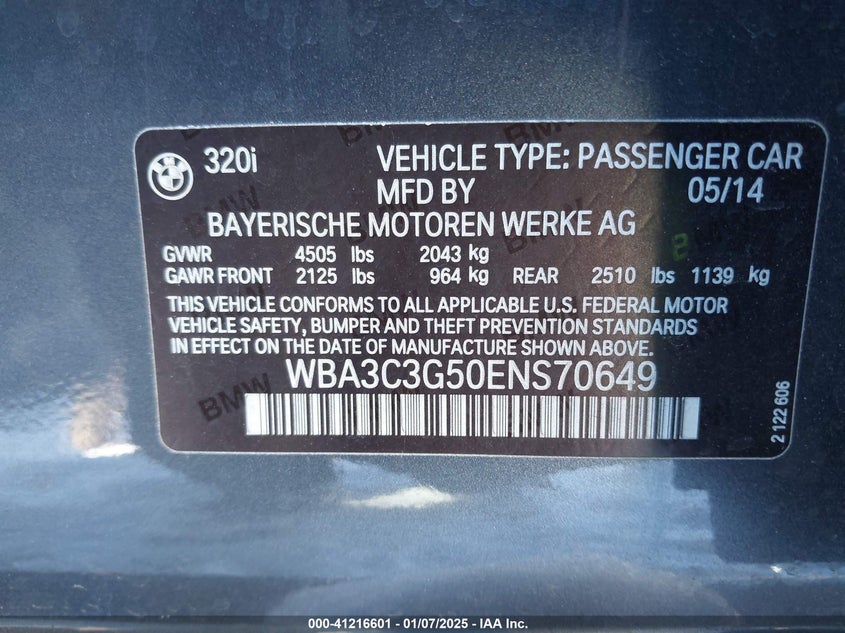 320i VEHICLE TYPE: PASSENGER CAR
MFD BY 05/14
BAYERISCHE MOTOREN WERKE AG
GVWR 4505 lbs 2043 kg
GAWR FRONT 2125 lbs 964 kg REAR 2510 lbs 1139 kg
THIS VEHICLE CONFORMS TO ALL APPLICABLE U.S. FEDERAL MOTOR
VEHICLE SAFETY, BUMPER AND THEFT PREVENTION STANDARDS
IN EFFECT ON THE DATE OF MANUFACTURE SHOWN ABOVE.
WBA3C3G50ENS70649
2 122 606
000-41216601 - 01/07/2025 - IAA Inc.